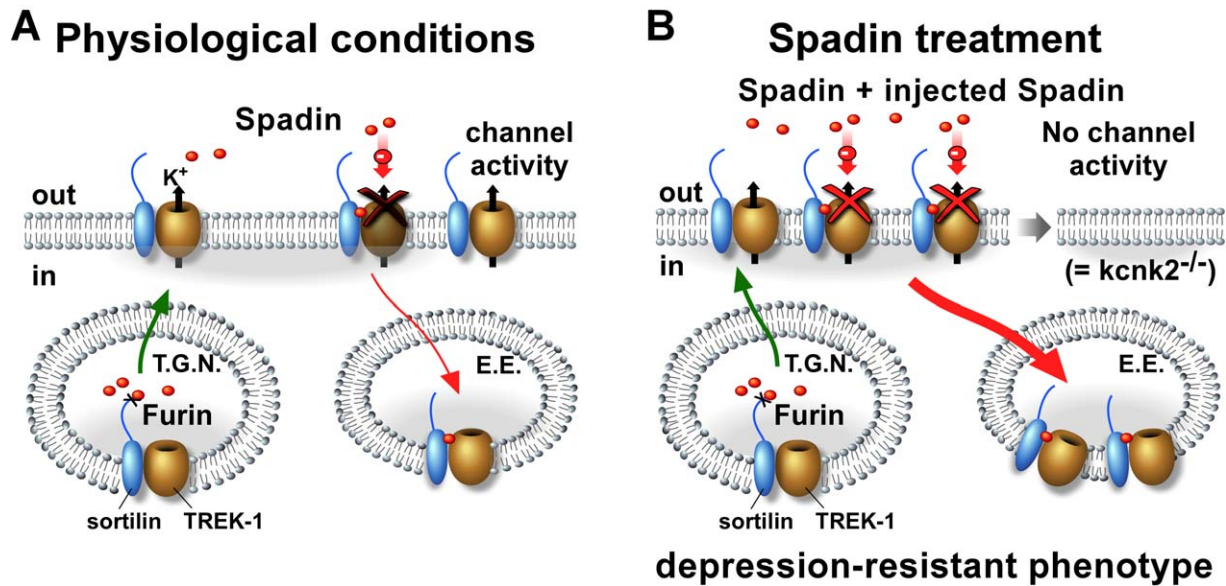 A Physiological conditions
Spadin
channel
activity
K+
out
in
T.G.N.
Furin
sortilin TREK-1
E.E.
B Spadin treatment
Spadin + injected Spadin
No channel
activity
out
in
(= kcnk2-/-)
T.G.N.
Furin
sortilin TREK-1
E.E.
depression-resistant phenotype